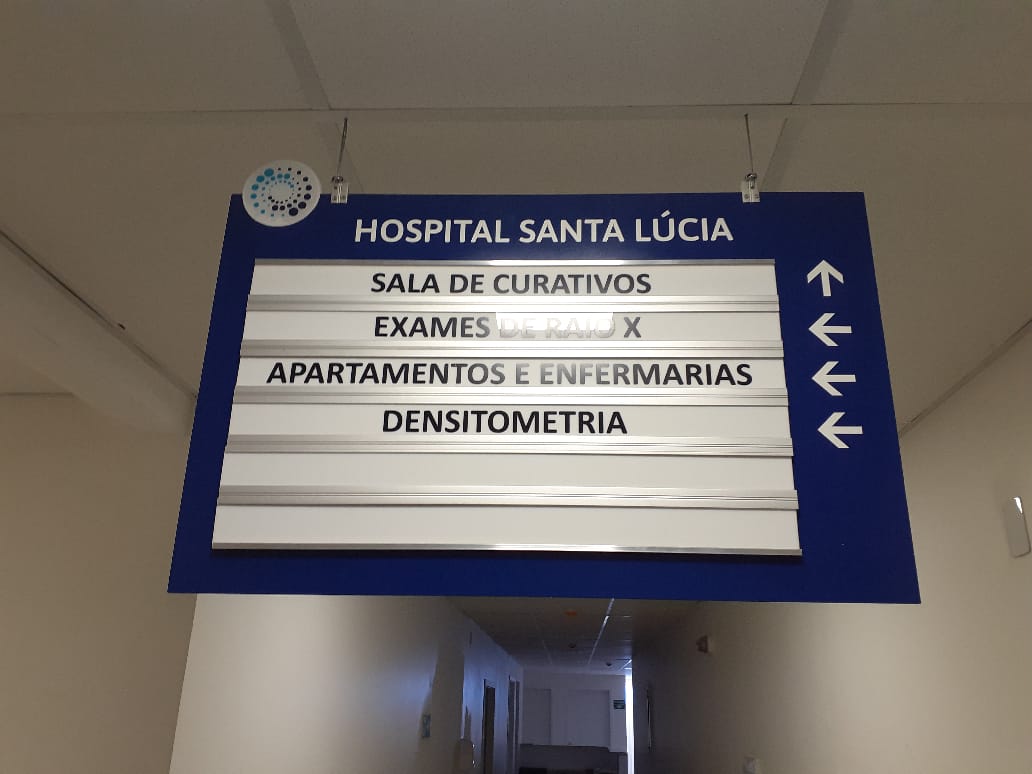 HOSPITAL SANTA LÚCIA
SALA DE CURATIVOS
EXAMES DE RAIO X
APARTAMENTOS E ENFERMARIAS
DENSITOMETRIA